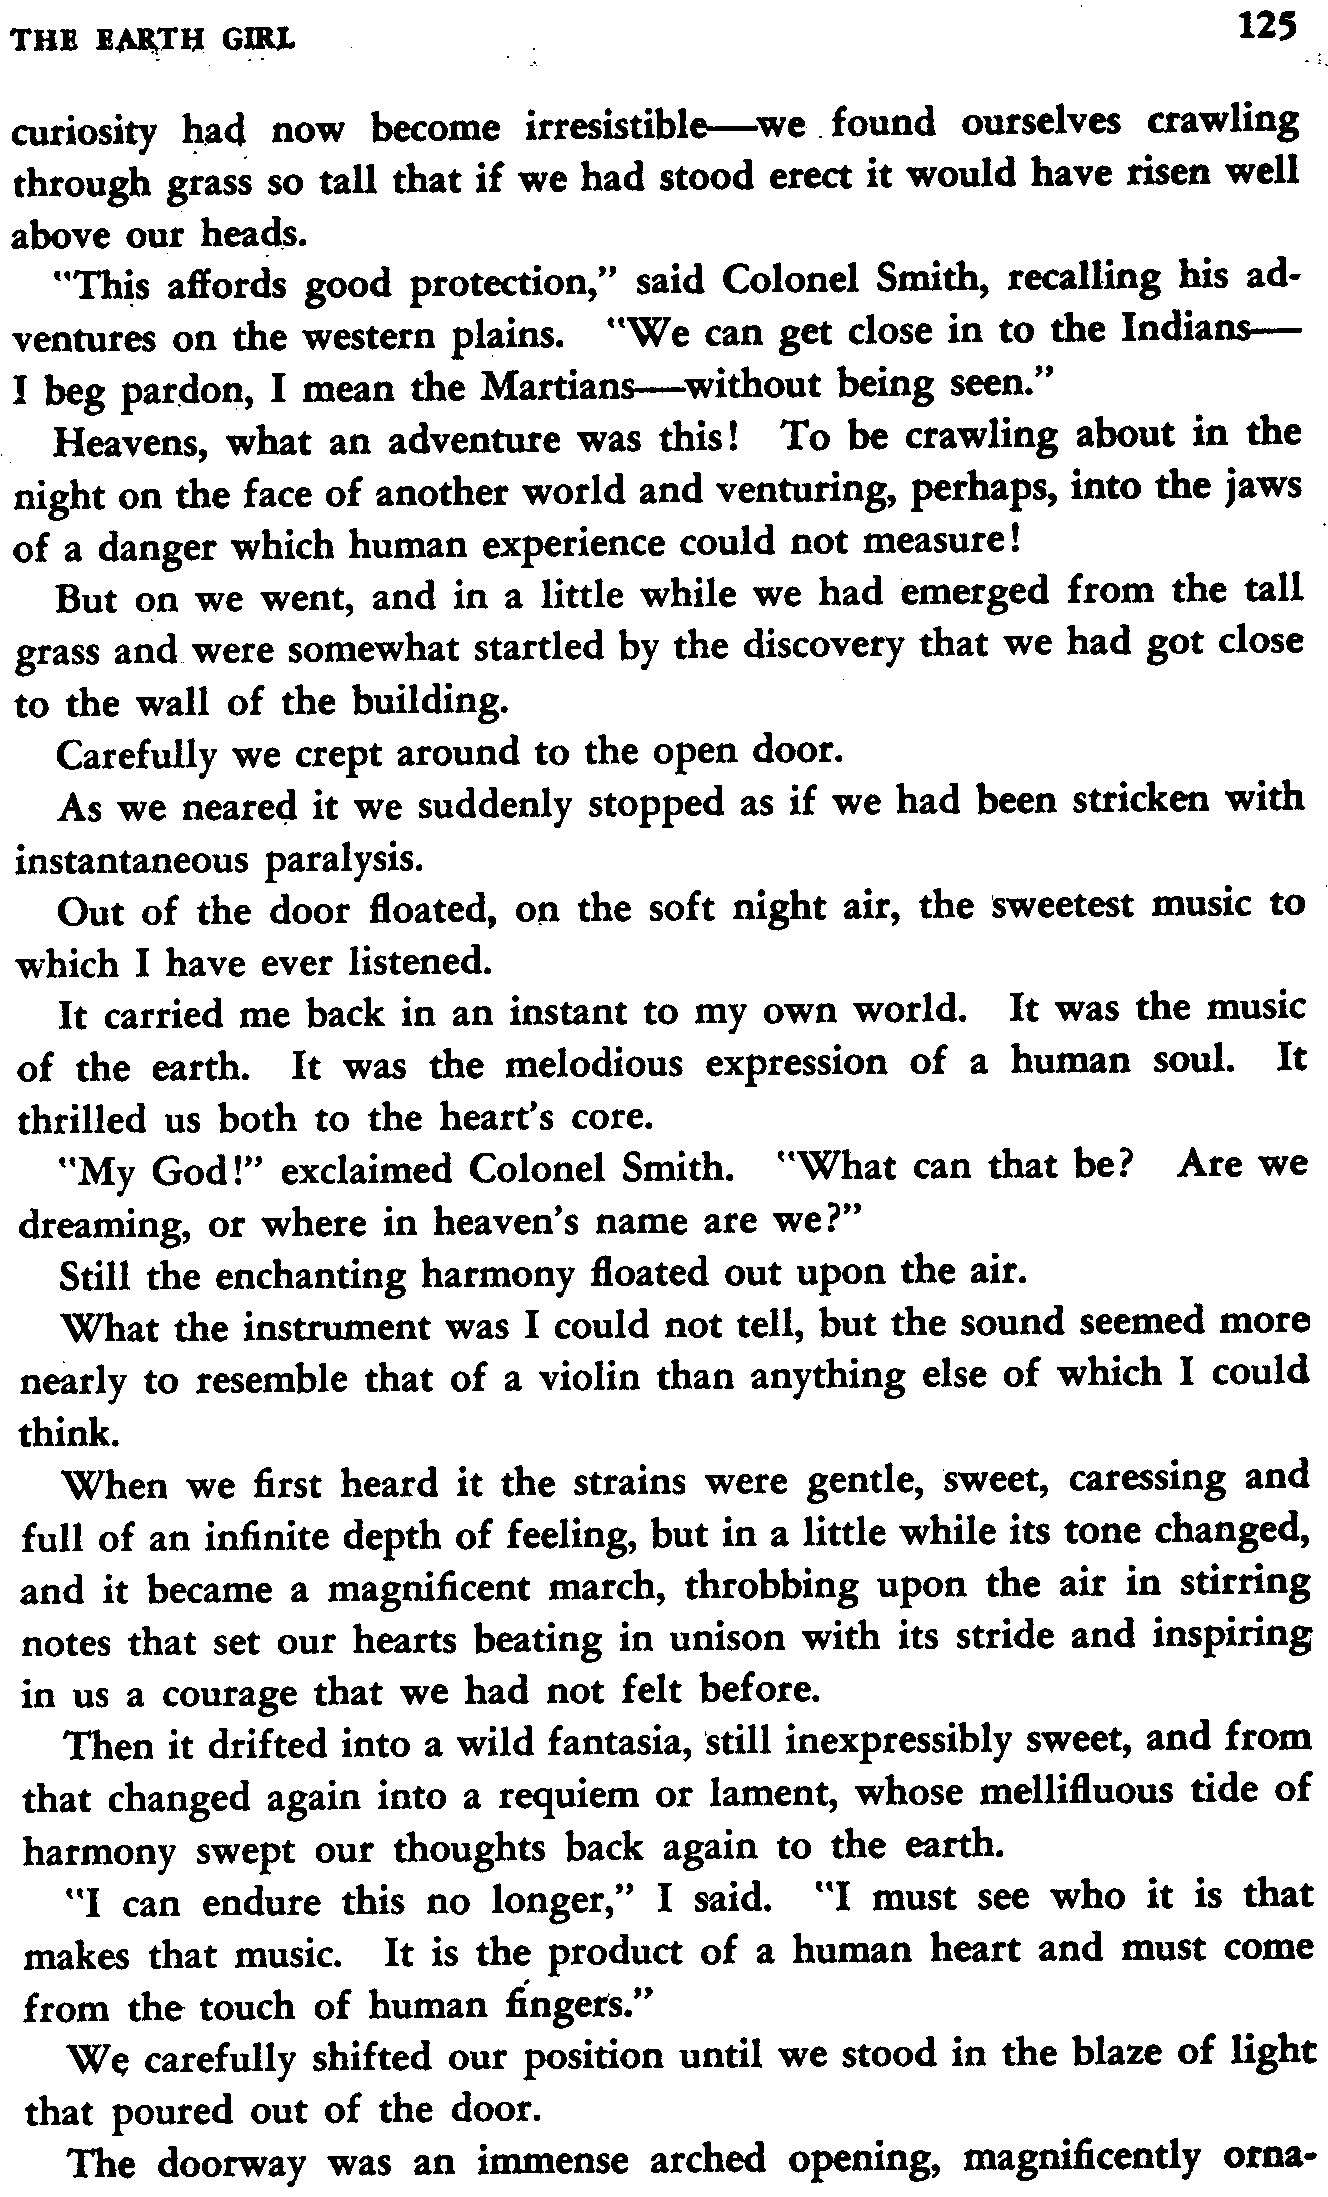 THE EARTH GIRL 125
curiosity had now become irresistible—we found ourselves crawling
through grass so tall that if we had stood erect it would have risen well
above our heads.
"This affords good protection," said Colonel Smith, recalling his ad-
ventures on the western plains. "We can get close in to the Indians—
I beg pardon, I mean the Martians—without being seen."
Heavens, what an adventure was this! To be crawling about in the
night on the face of another world and venturing, perhaps, into the jaws
of a danger which human experience could not measure!
But on we went, and in a little while we had emerged from the tall
grass and were somewhat startled by the discovery that we had got close
to the wall of the building.
Carefully we crept around to the open door.
As we neared it we suddenly stopped as if we had been stricken with
instantaneous paralysis.
Out of the door floated, on the soft night air, the sweetest music to
which I have ever listened.
It carried me back in an instant to my own world. It was the music
of the earth. It was the melodious expression of a human soul. It
thrilled us both to the heart's core.
"My God!" exclaimed Colonel Smith. "What can that be? Are we
dreaming, or where in heaven's name are we?"
Still the enchanting harmony floated out upon the air.
What the instrument was I could not tell, but the sound seemed more
nearly to resemble that of a violin than anything else of which I could
think.
When we first heard it the strains were gentle, sweet, caressing and
full of an infinite depth of feeling, but in a little while its tone changed,
and it became a magnificent march, throbbing upon the air in stirring
notes that set our hearts beating in unison with its stride and inspiring
in us a courage that we had not felt before.
Then it drifted into a wild fantasia, still inexpressibly sweet, and from
that changed again into a requiem or lament, whose mellifluous tide of
harmony swept our thoughts back again to the earth.
"I can endure this no longer," I said. "I must see who it is that
makes that music. It is the product of a human heart and must come
from the touch of human fingers."
We carefully shifted our position until we stood in the blaze of light
that poured out of the door.
The doorway was an immense arched opening, magnificently orna-